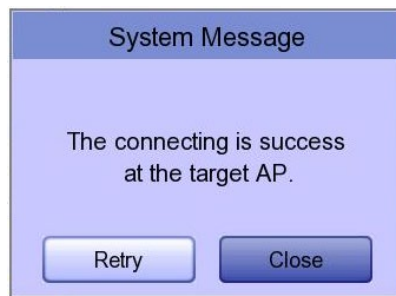 System Message
The connecting is success
at the target AP.
Retry
Close